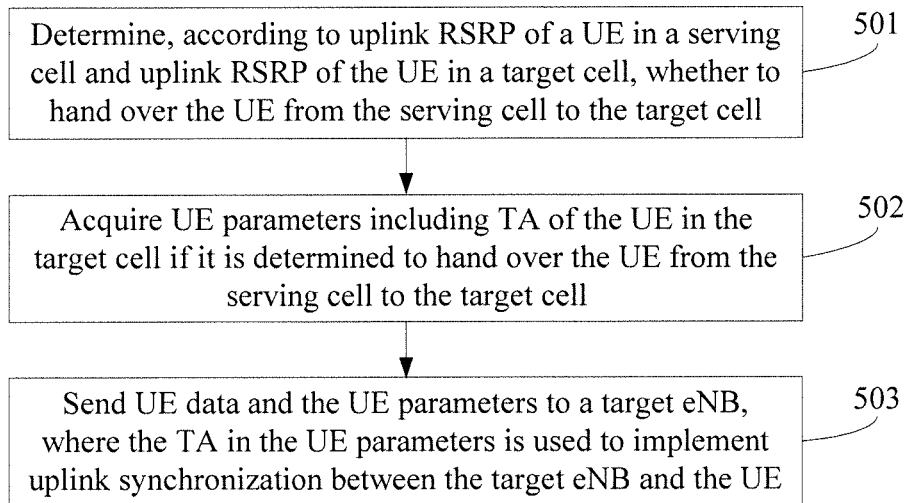 Determine, according to uplink RSRP of a UE in a serving
cell and uplink RSRP of the UE in a target cell, whether to
hand over the UE from the serving cell to the target cell
501
Acquire UE parameters including TA of the UE in the
target cell if it is determined to hand over the UE from the
serving cell to the target cell
502
Send UE data and the UE parameters to a target eNB,
where the TA in the UE parameters is used to implement
uplink synchronization between the target eNB and the UE
503